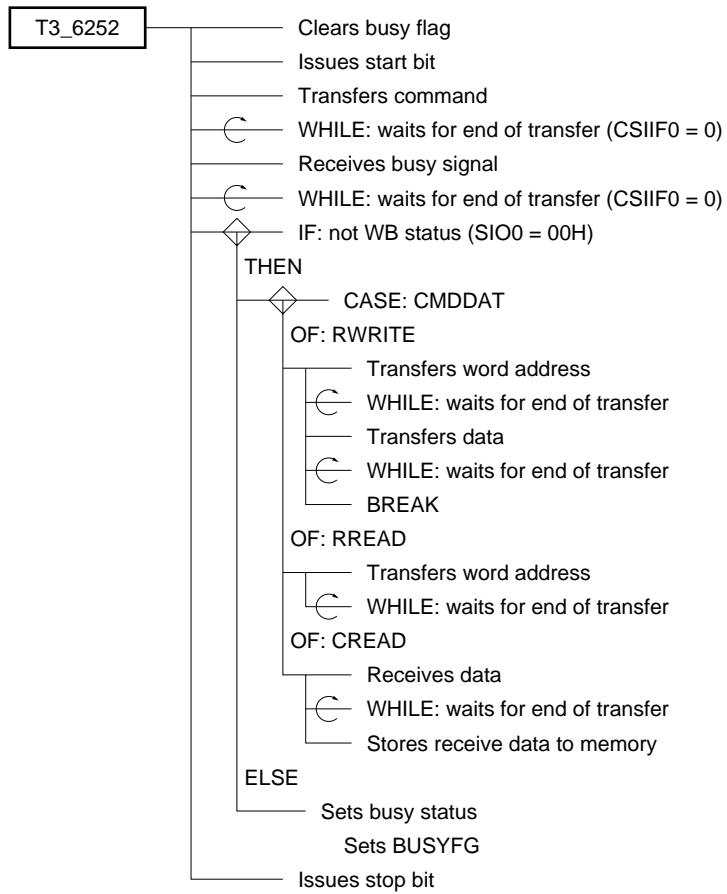 T3_6252
Clears busy flag
Issues start bit
Transfers command
WHILE: waits for end of transfer (CSIIF0 = 0)
Receives busy signal
WHILE: waits for end of transfer (CSIIF0 = 0)
IF: not WB status (SIO0 = 00H)
THEN
CASE: CMDDAT
OF: RWRITE
Transfers word address
WHILE: waits for end of transfer
Transfers data
WHILE: waits for end of transfer
BREAK
OF: RREAD
Transfers word address
WHILE: waits for end of transfer
OF: CREAD
Receives data
WHILE: waits for end of transfer
Stores receive data to memory
ELSE
Sets busy status
Sets BUSYFG
Issues stop bit